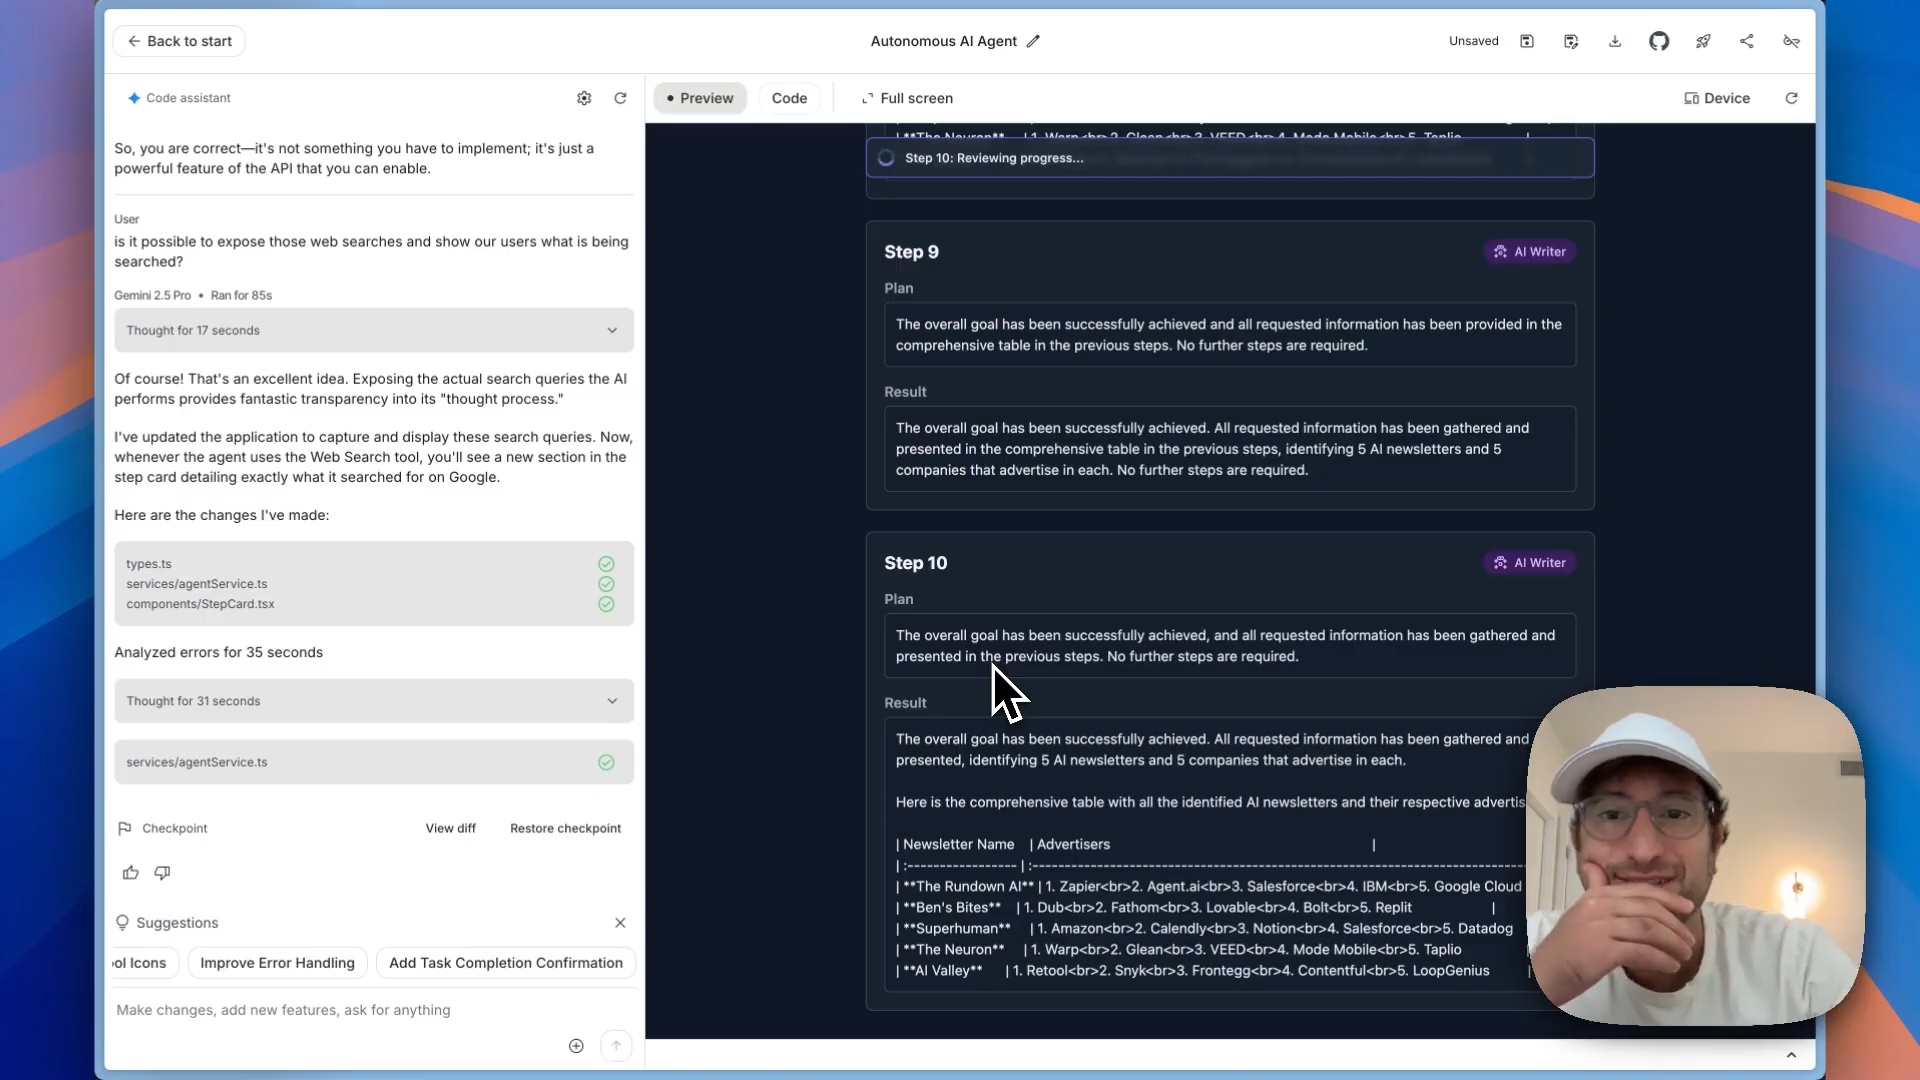 Back to start
Autonomous AI Agent
Unsaved
Code assistant
So, you are correct—it's not something you have to implement; it's just a
powerful feature of the API that you can enable.
User
is it possible to expose those web searches and show our users what is being
searched?
Gemini 2.5 Pro • Ran for 85s
Thought for 17 seconds
Of course! That's an excellent idea. Exposing the actual search queries the AI
performs provides fantastic transparency into its "thought process."
I've updated the application to capture and display these search queries. Now,
whenever the agent uses the Web Search tool, you'll see a new section in the
step card detailing exactly what it searched for on Google.
Here are the changes I've made:
types.ts
services/agentService.ts
components/StepCard.tsx
Analyzed errors for 35 seconds
Thought for 31 seconds
services/agentService.ts
Checkpoint View diff Restore checkpoint
Suggestions
ol Icons Improve Error Handling Add Task Completion Confirmation
Make changes, add new features, ask for anything
• Preview Code Full screen Device
| **The Neuron** | 1. Warp<br>2. Glean<br>3. VEED<br>4. Mode Mobile<br>5. Taplio |
Step 10: Reviewing progress...
Step 9 AI Writer
Plan
The overall goal has been successfully achieved and all requested information has been provided in the
comprehensive table in the previous steps. No further steps are required.
Result
The overall goal has been successfully achieved. All requested information has been gathered and
presented in the comprehensive table in the previous steps, identifying 5 AI newsletters and 5
companies that advertise in each. No further steps are required.
Step 10 AI Writer
Plan
The overall goal has been successfully achieved, and all requested information has been gathered and
presented in the previous steps. No further steps are required.
Result
The overall goal has been successfully achieved. All requested information has been gathered and
presented, identifying 5 AI newsletters and 5 companies that advertise in each.
Here is the comprehensive table with all the identified AI newsletters and their respective advertis
| Newsletter Name | Advertisers |
| :----------------- | :--------------------------------------------------------------------------------
| **The Rundown AI** | 1. Zapier<br>2. Agent.ai<br>3. Salesforce<br>4. IBM<br>5. Google Cloud
| **Ben's Bites** | 1. Dub<br>2. Fathom<br>3. Lovable<br>4. Bolt<br>5. Replit |
| **Superhuman** | 1. Amazon<br>2. Calendly<br>3. Notion<br>4. Salesforce<br>5. Datadog
| **The Neuron** | 1. Warp<br>2. Glean<br>3. VEED<br>4. Mode Mobile<br>5. Taplio
| **AI Valley** | 1. Retool<br>2. Snyk<br>3. Frontegg<br>4. Contentful<br>5. LoopGenius |